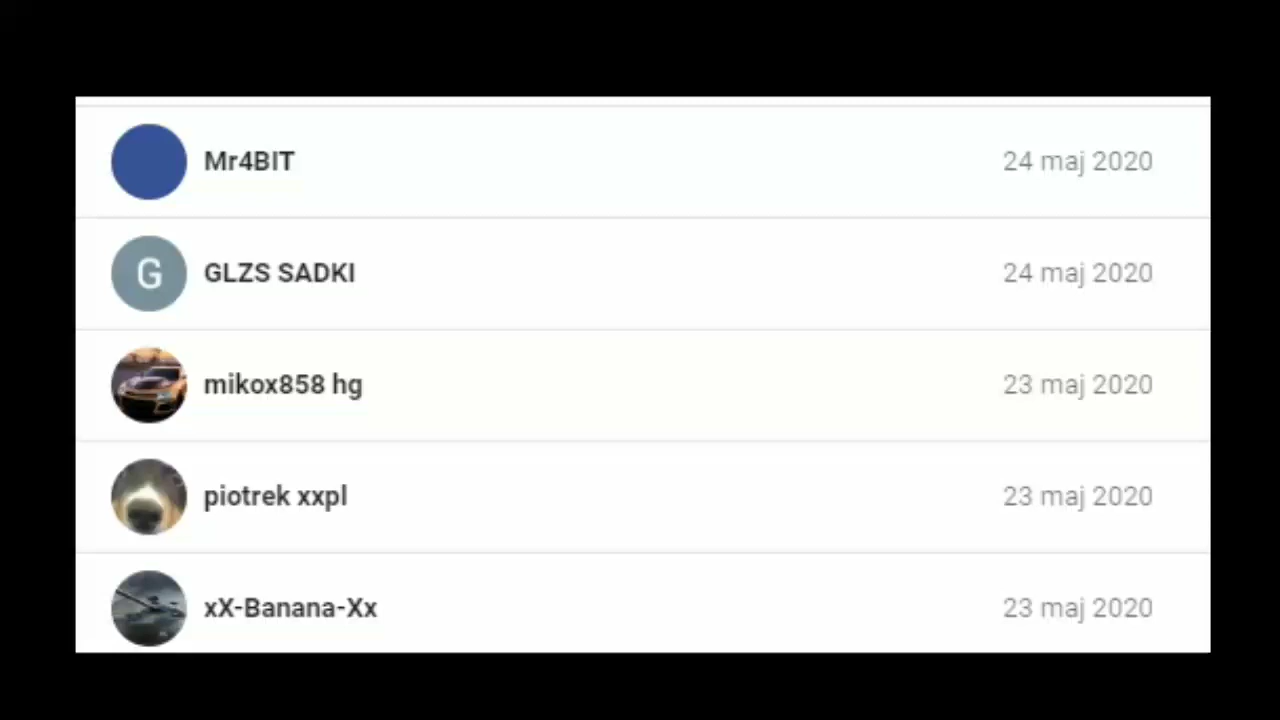 Mr4BIT 24 maj 2020
G GLZS SADKI 24 maj 2020
mikox858 hg 23 maj 2020
piotrek xxpl 23 maj 2020
xX-Banana-Xx 23 maj 2020